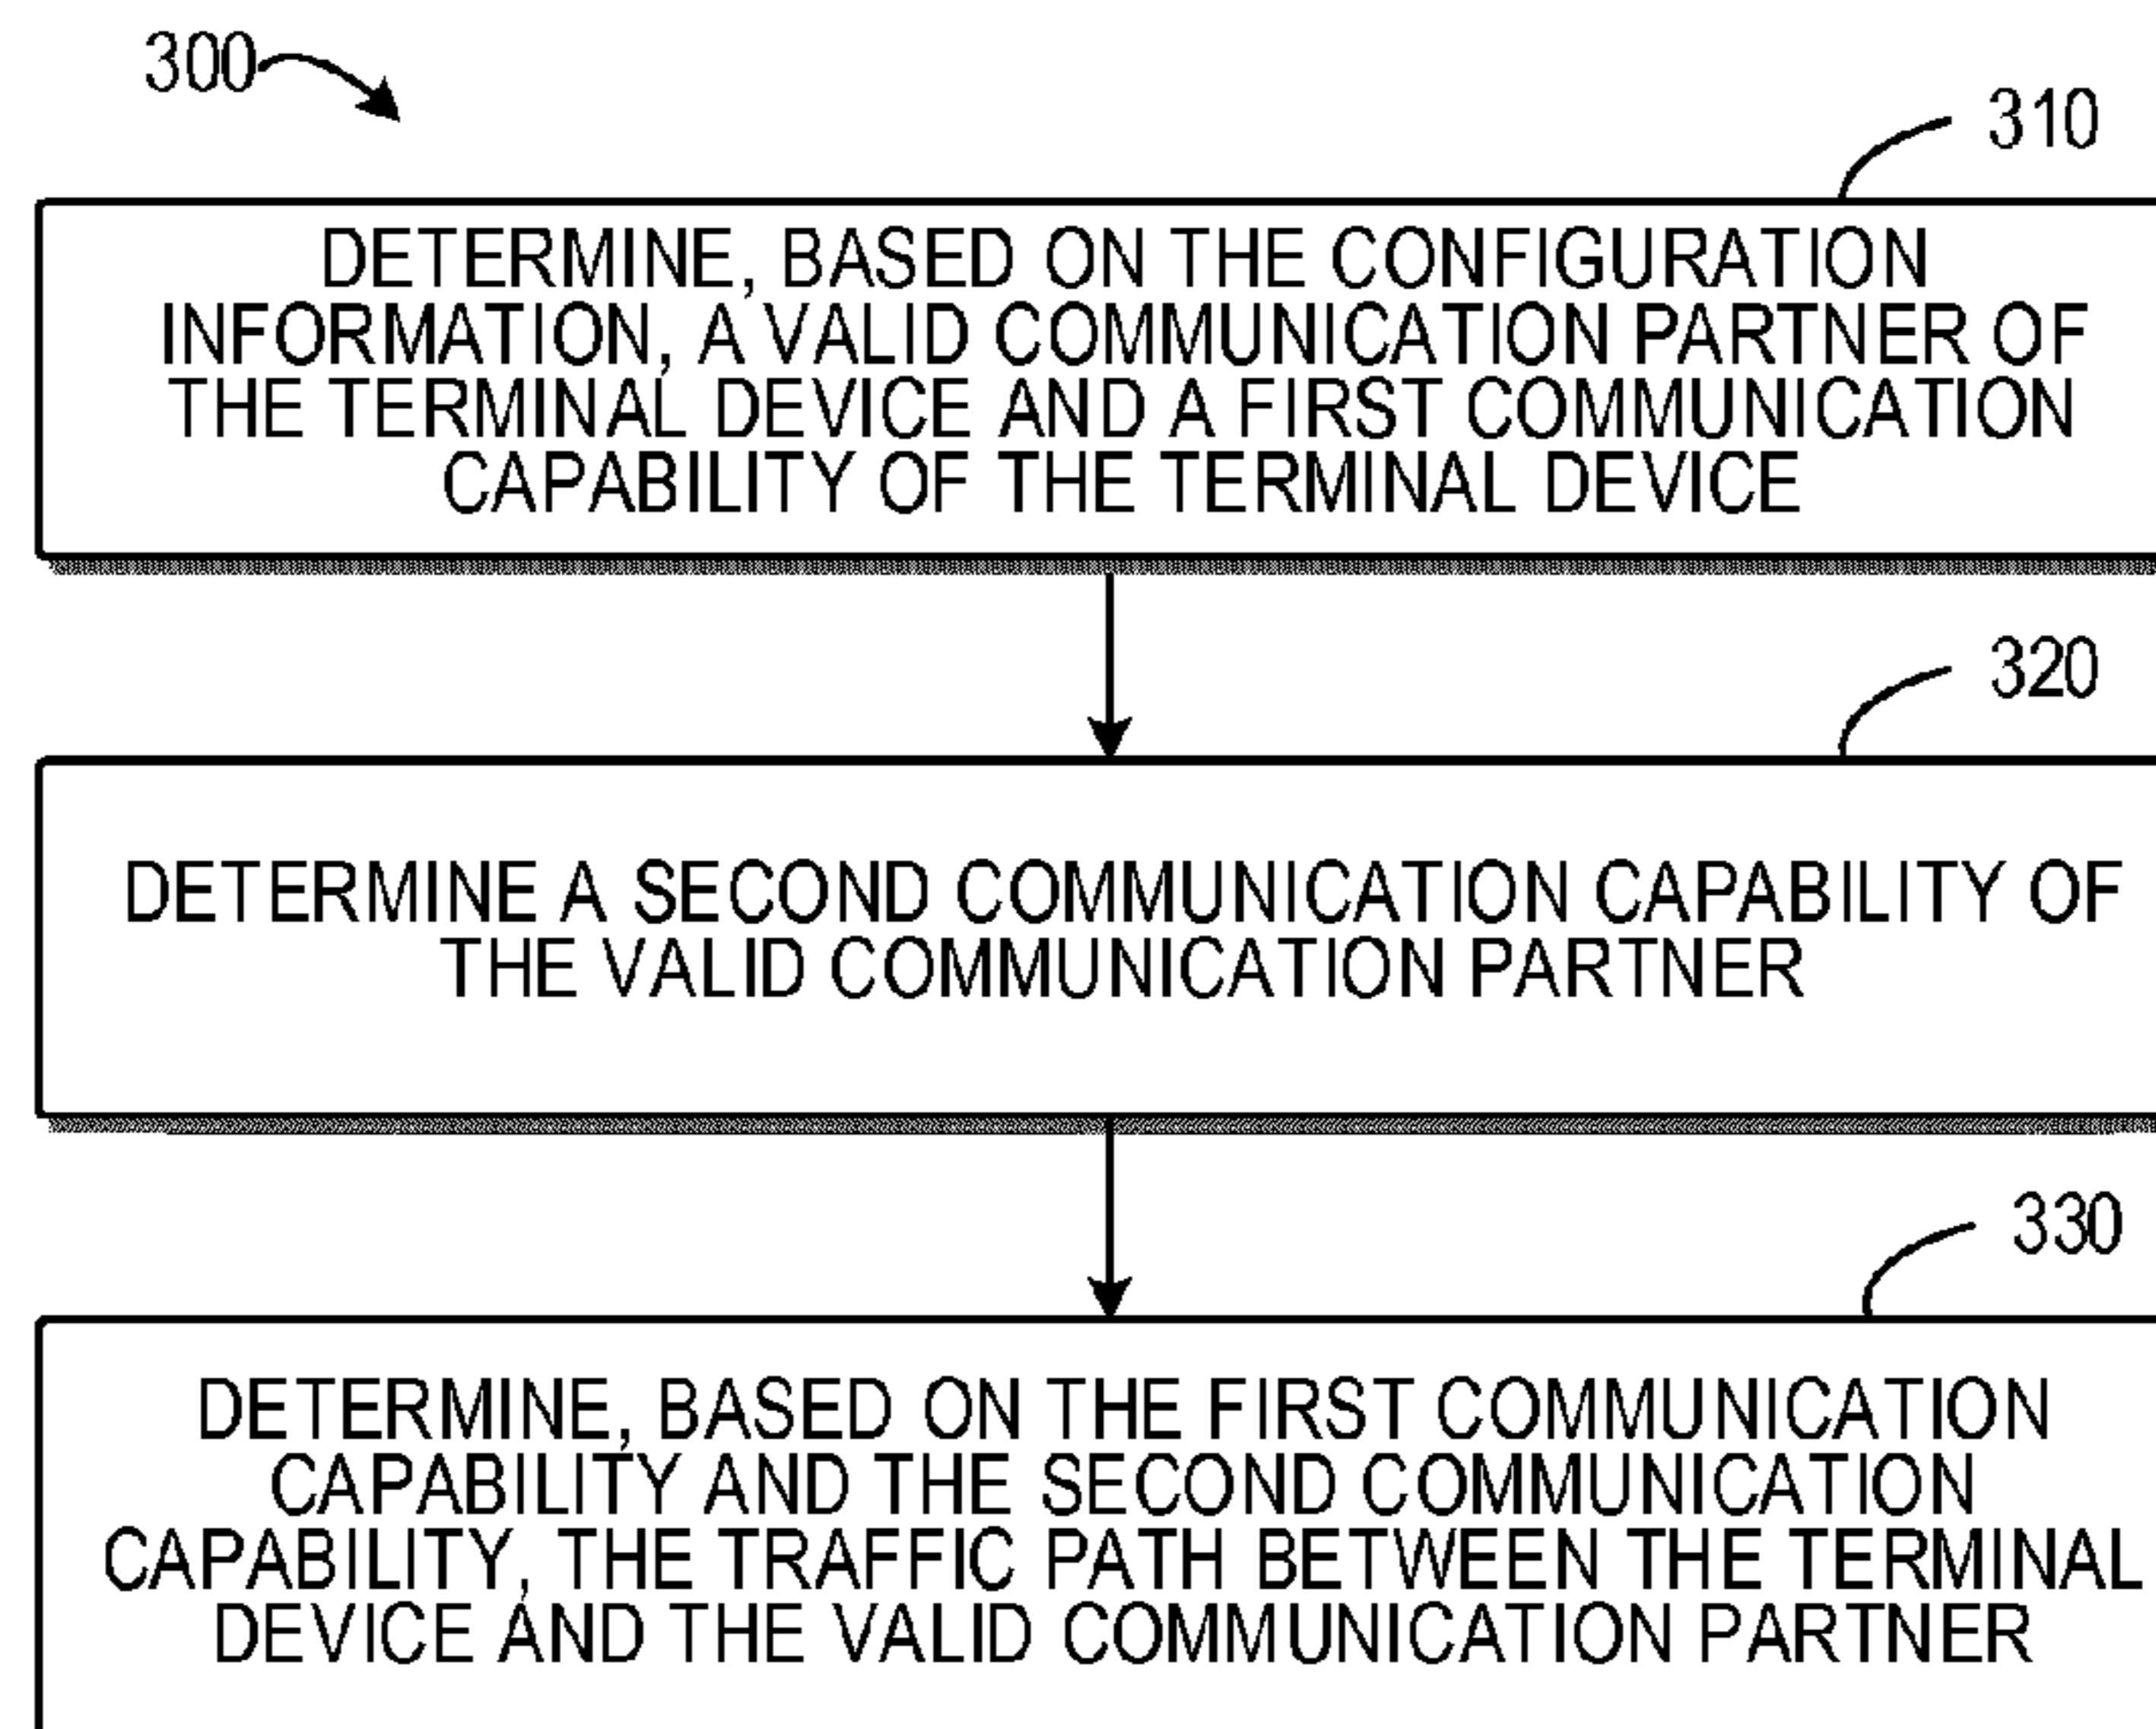 300
310
DETERMINE, BASED ON THE CONFIGURATION
INFORMATION, A VALID COMMUNICATION PARTNER OF
THE TERMINAL DEVICE AND A FIRST COMMUNICATION
CAPABILITY OF THE TERMINAL DEVICE
320
DETERMINE A SECOND COMMUNICATION CAPABILITY OF
THE VALID COMMUNICATION PARTNER
330
DETERMINE, BASED ON THE FIRST COMMUNICATION
CAPABILITY AND THE SECOND COMMUNICATION
CAPABILITY, THE TRAFFIC PATH BETWEEN THE TERMINAL
DEVICE AND THE VALID COMMUNICATION PARTNER